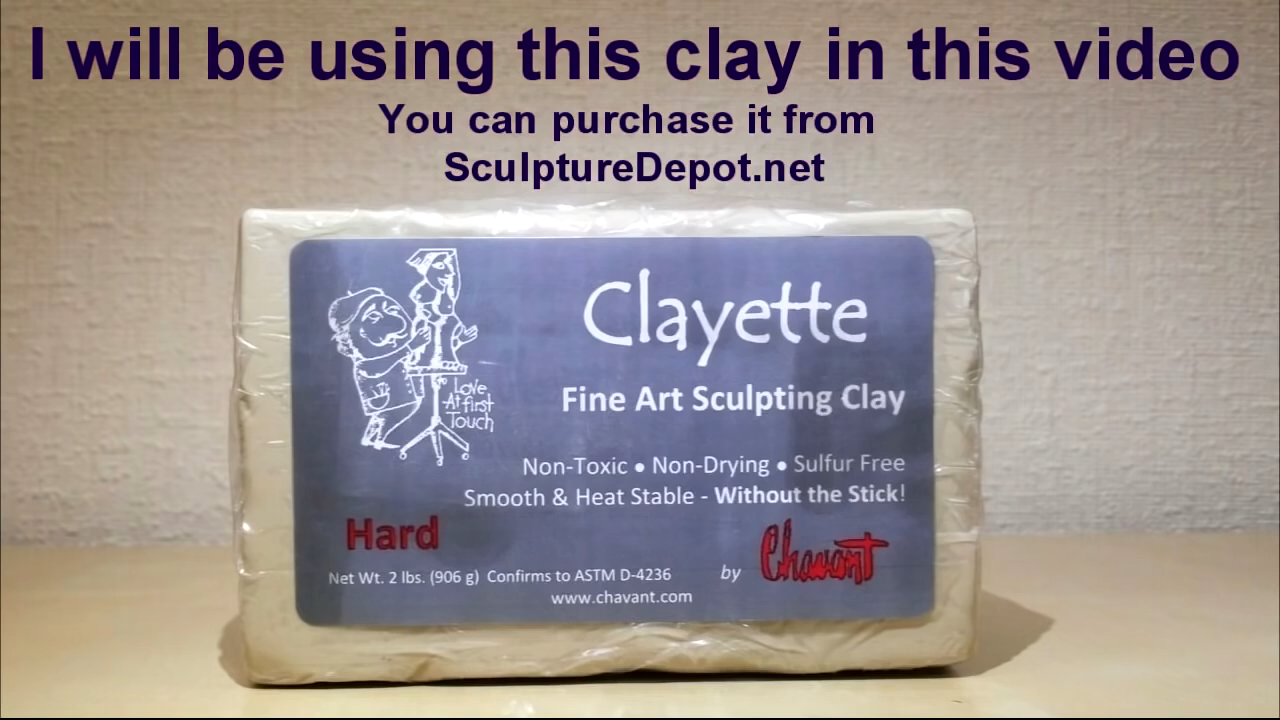 I will be using this clay in this video
You can purchase it from
SculptureDepot.net
Clayette
Fine Art Sculpting Clay
Love
At first
Touch
Non-Toxic • Non-Drying • Sulfur Free
Smooth & Heat Stable - Without the Stick!
Hard
Net Wt. 2 lbs. (906 g) Confirms to ASTM D-4236
by Chavant
www.chavant.com